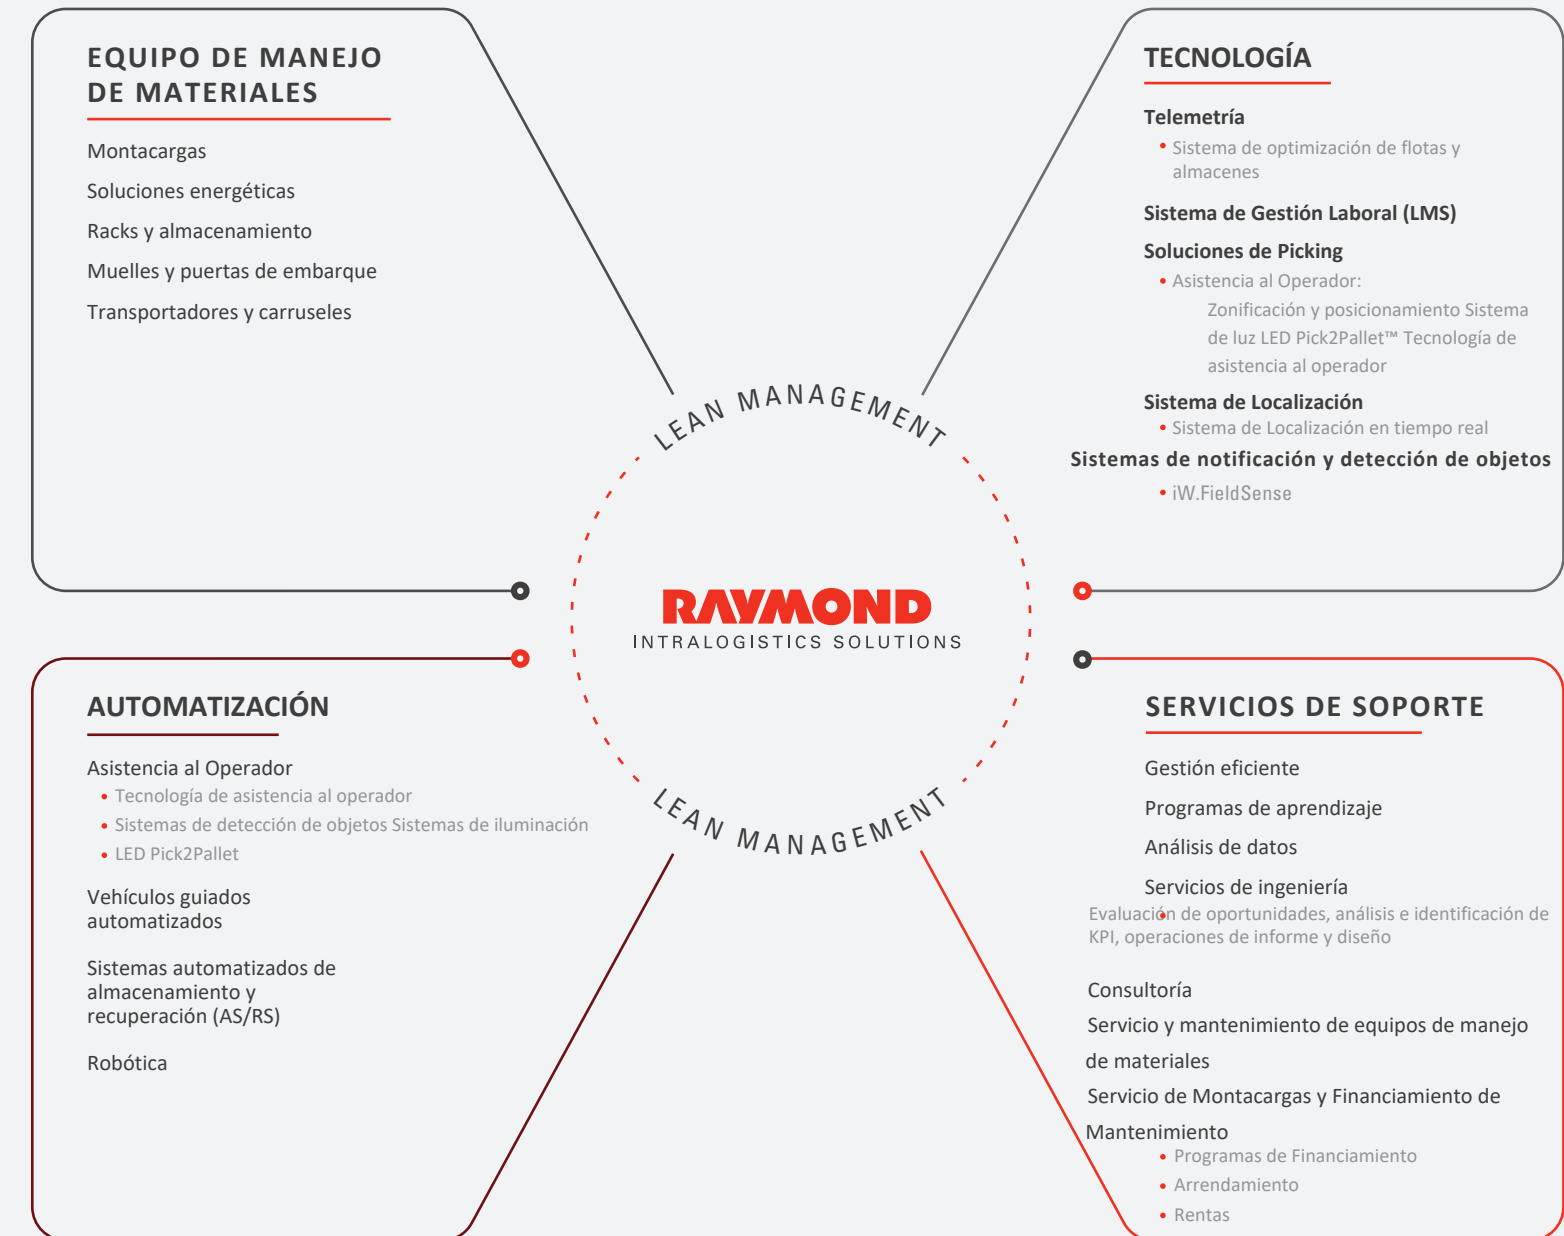 EQUIPO DE MANEJO
DE MATERIALES
Montacargas
Soluciones energéticas
Racks y almacenamiento
Muelles y puertas de embarque
Transportadores y carruseles
TECNOLOGÍA
Telemetría
• Sistema de optimización de flotas y
almacenes
Sistema de Gestión Laboral (LMS)
Soluciones de Picking
• Asistencia al Operador:
Zonificación y posicionamiento Sistema
de luz LED Pick2Pallet™ Tecnología de
asistencia al operador
Sistema de Localización
• Sistema de Localización en tiempo real
Sistemas de notificación y detección de objetos
• iW.FieldSense
LEAN MANAGEMENT
RAYMOND
INTRALOGISTICS SOLUTIONS
LEAN MANAGEMENT
AUTOMATIZACIÓN
Asistencia al Operador
• Tecnología de asistencia al operador
• Sistemas de detección de objetos Sistemas de iluminación
• LED Pick2Pallet
Vehículos guiados
automatizados
Sistemas automatizados de
almacenamiento y
recuperación (AS/RS)
Robótica
SERVICIOS DE SOPORTE
Gestión eficiente
Programas de aprendizaje
Análisis de datos
Servicios de ingeniería
Evaluación de oportunidades, análisis e identificación de
KPI, operaciones de informe y diseño
Consultoría
Servicio y mantenimiento de equipos de manejo
de materiales
Servicio de Montacargas y Financiamiento de
Mantenimiento
• Programas de Financiamiento
• Arrendamiento
• Rentas